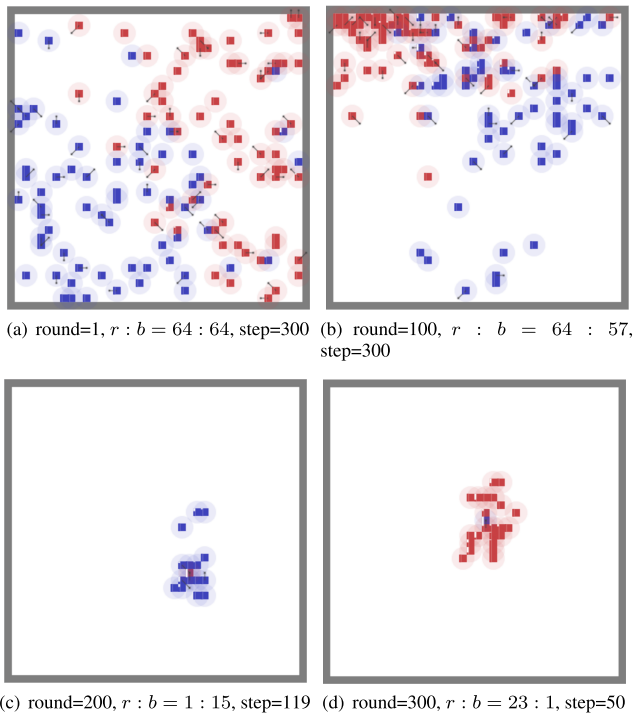 (a) round=1, r : b = 64 : 64, step=300
(b) round=100, r : b = 64 : 57,
step=300
(c) round=200, r : b = 1 : 15, step=119
(d) round=300, r : b = 23 : 1, step=50